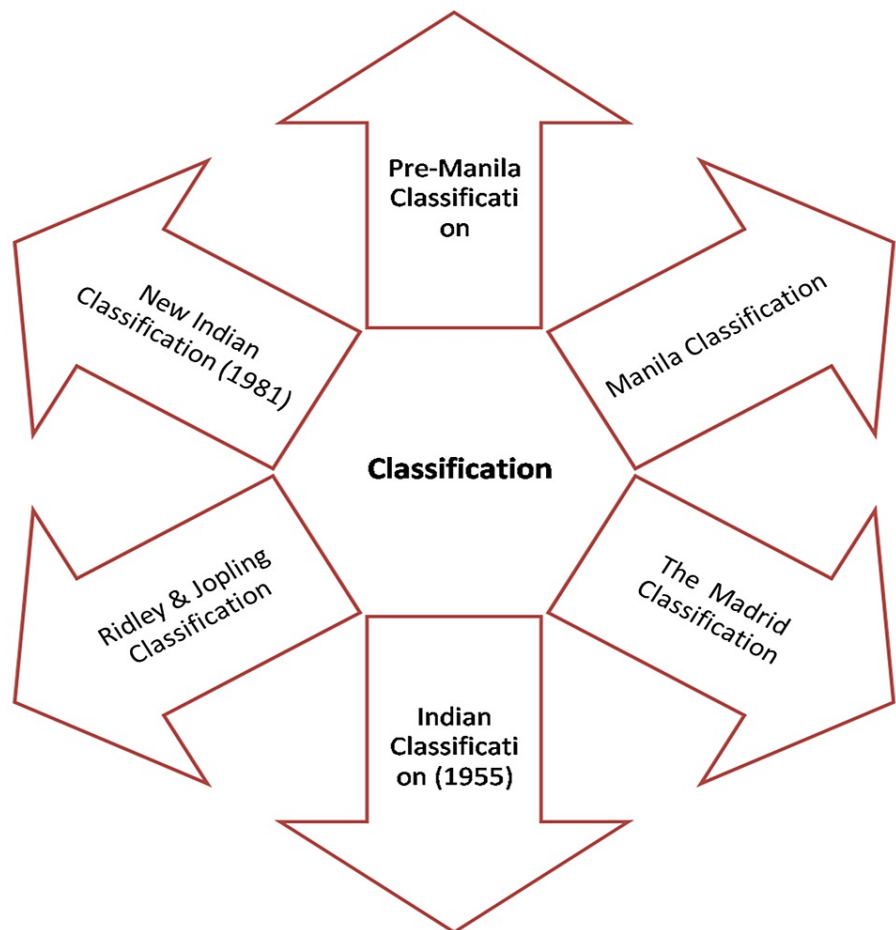 Pre-Manila
Classificati
on
Manila Classification
The Madrid
Classification
Indian
Classificati
on (1955)
Ridley & Jopling
Classification
New Indian
Classification (1981)
Classification